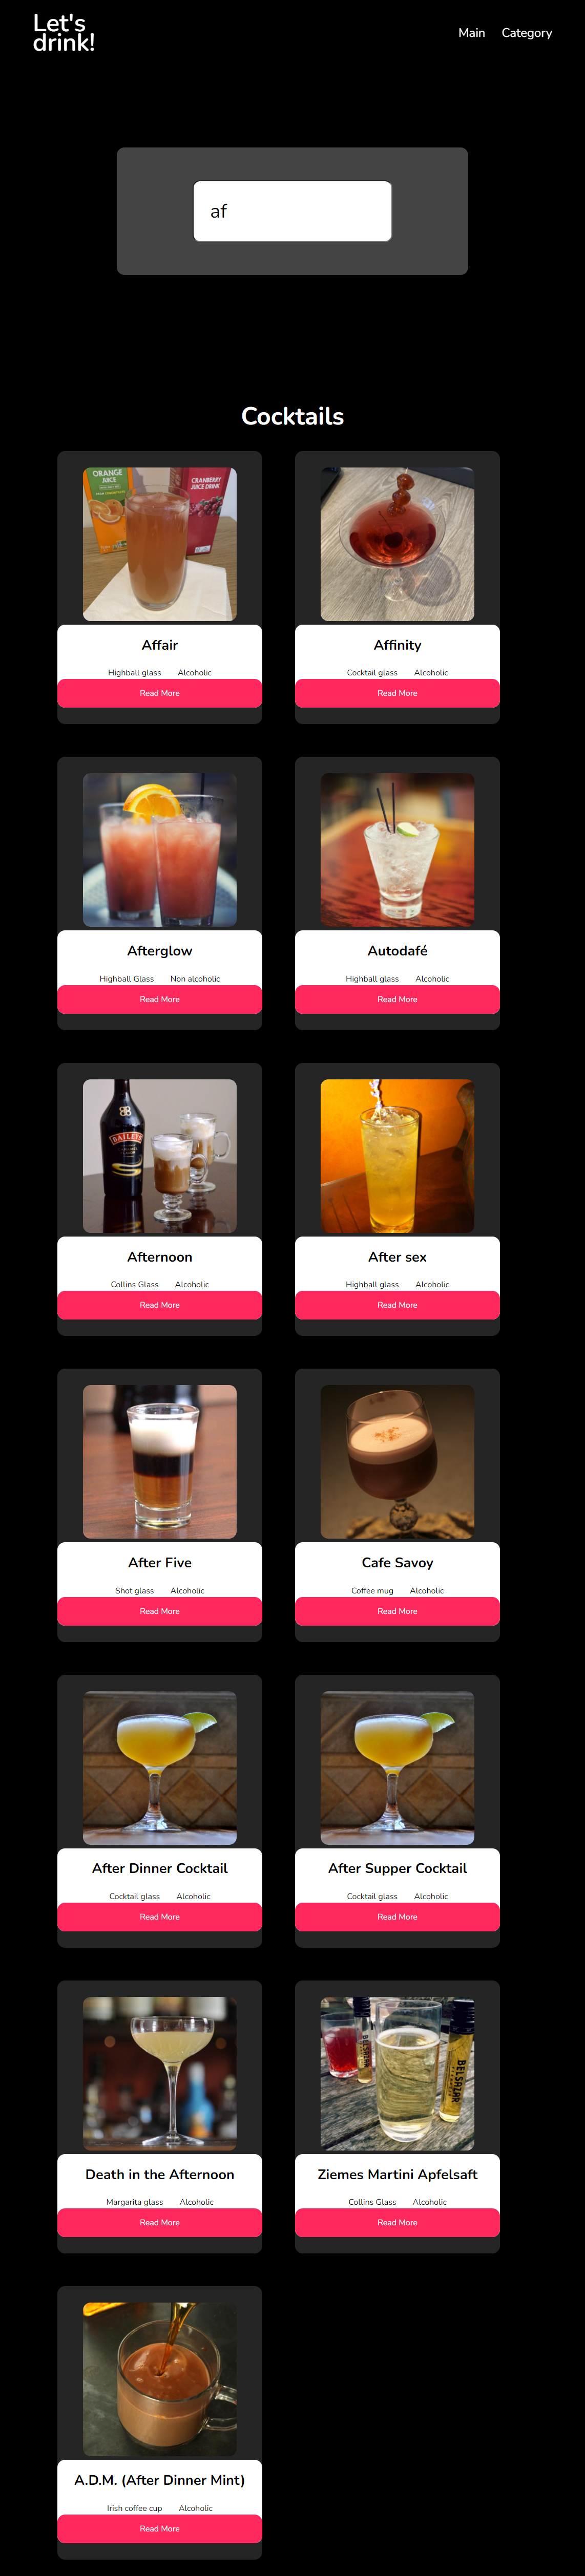 Let's
drink!
Main Category
af
Cocktails
ORANGE
JUICE
CRANBERRY
JUICE DRINK
Affair
Highball glass Alcoholic
Read More
Affinity
Cocktail glass Alcoholic
Read More
Afterglow
Highball Glass Non alcoholic
Read More
Autodafé
Highball glass Alcoholic
Read More
BAILEYS
Afternoon
Collins Glass Alcoholic
Read More
After sex
Highball glass Alcoholic
Read More
After Five
Shot glass Alcoholic
Read More
Cafe Savoy
Coffee mug Alcoholic
Read More
After Dinner Cocktail
Cocktail glass Alcoholic
Read More
After Supper Cocktail
Cocktail glass Alcoholic
Read More
Death in the Afternoon
Margarita glass Alcoholic
Read More
BELSAZAR
Ziemes Martini Apfelsaft
Collins Glass Alcoholic
Read More
A.D.M. (After Dinner Mint)
Irish coffee cup Alcoholic
Read More